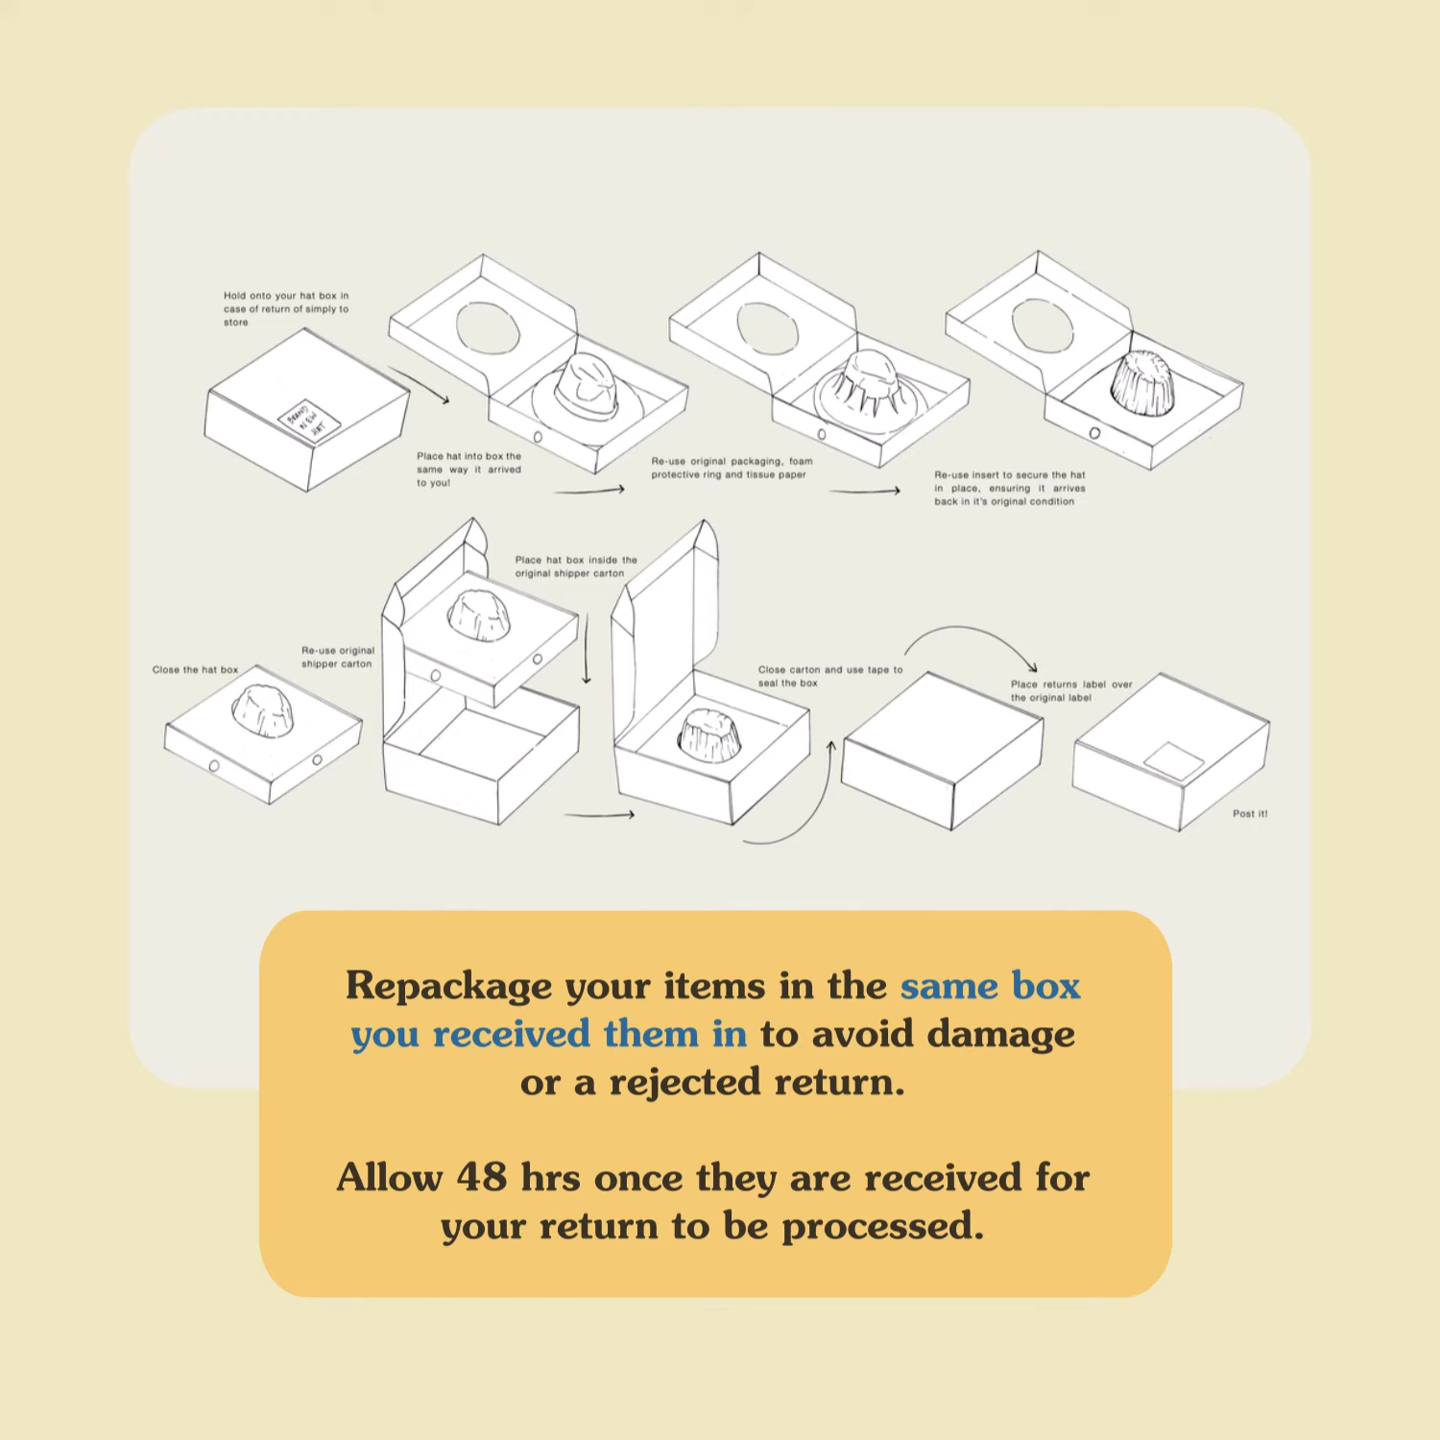 Hold onto your hat box in
case of return of simply to
store
BRAND
NEW
HAT
Place hat into box the
same way it arrived
to you!
Re-use original packaging, foam
protective ring and tissue paper
Re-use insert to secure the hat
in place, ensuring it arrives
back in it's original condition
Close the hat box
Re-use original
shipper carton
Place hat box inside the
original shipper carton
Close carton and use tape to
seal the box
Place returns label over
the original label
Post it!
Repackage your items in the same box
you received them in to avoid damage
or a rejected return.
Allow 48 hrs once they are received for
your return to be processed.